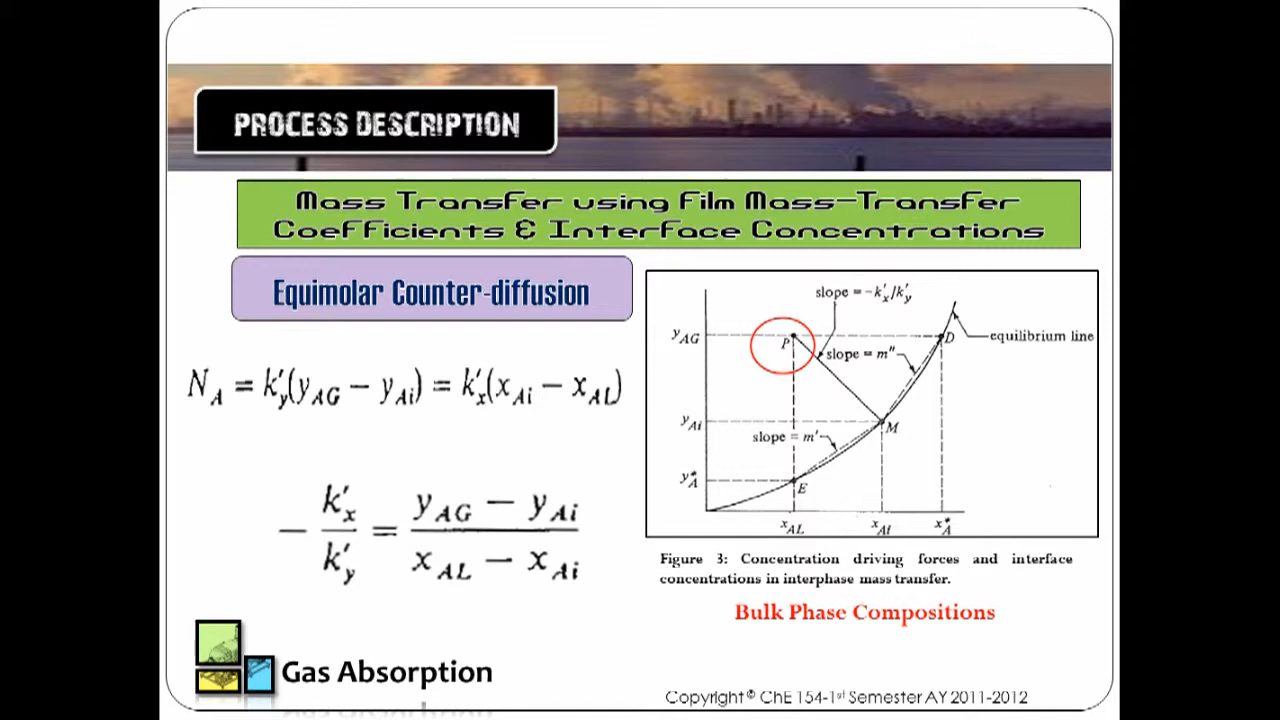 PROCESS DESCRIPTION
Mass Transfer using Film Mass-Transfer
Coefficients & Interface Concentrations
Equimolar Counter-diffusion
N_A = k'_y(y_AG − y_Ai) = k'_x(x_Ai − x_AL)
− k'_x / k'_y = (y_AG − y_Ai) / (x_AL − x_Ai)
slope = −k'_x/k'_y
y_AG
P
D
equilibrium line
slope = m″
y_Ai
M
slope = m′
y*_A
E
x_AL
x_Ai
x*_A
Figure 3: Concentration driving forces and interface
concentrations in interphase mass transfer.
Bulk Phase Compositions
Gas Absorption
Copyright © ChE 154-1st Semester AY 2011-2012